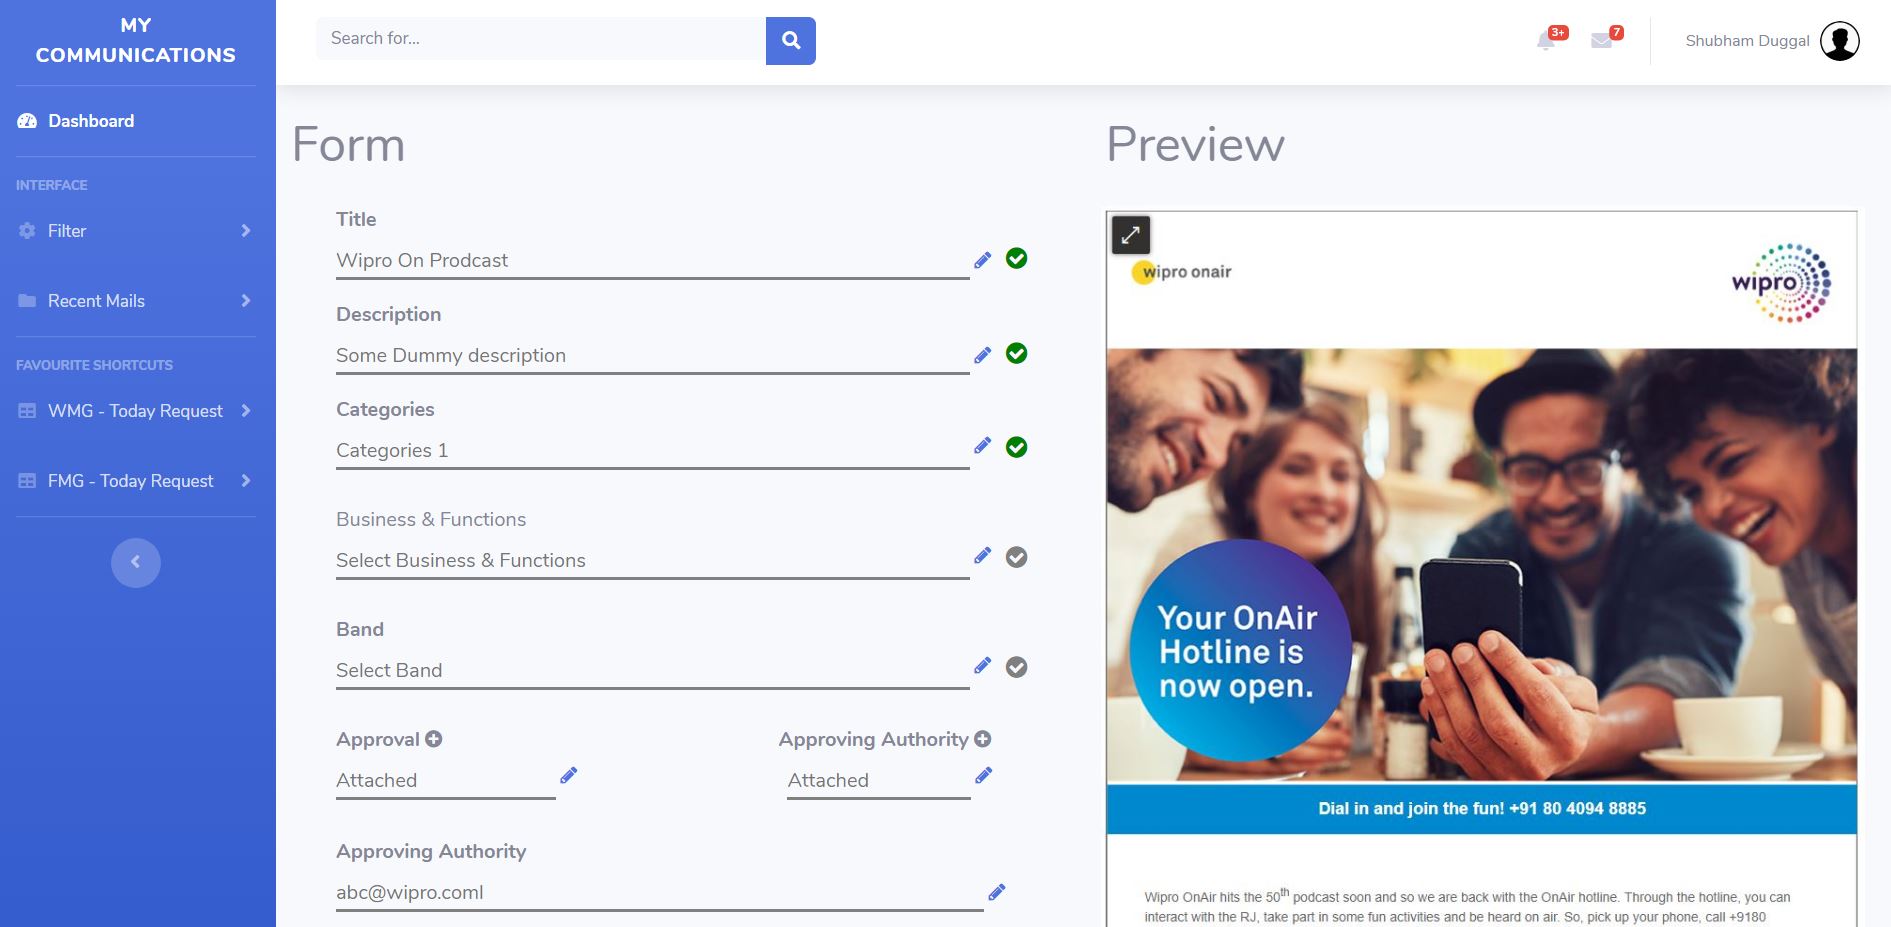 MY
COMMUNICATIONS
Dashboard
INTERFACE
Filter
Recent Mails
FAVOURITE SHORTCUTS
WMG - Today Request
FMG - Today Request
Search for...
3+
7
Shubham Duggal
Form
Title
Wipro On Prodcast
Description
Some Dummy description
Categories
Categories 1
Business & Functions
Select Business & Functions
Band
Select Band
Approval
Approving Authority
Attached
Attached
Approving Authority
abc@wipro.coml
Preview
wipro onair
wipro
Your OnAir
Hotline is
now open.
Dial in and join the fun! +91 80 4094 8885
Wipro OnAir hits the 50th podcast soon and so we are back with the OnAir hotline. Through the hotline, you can
interact with the RJ, take part in some fun activities and be heard on air. So, pick up your phone, call +9180